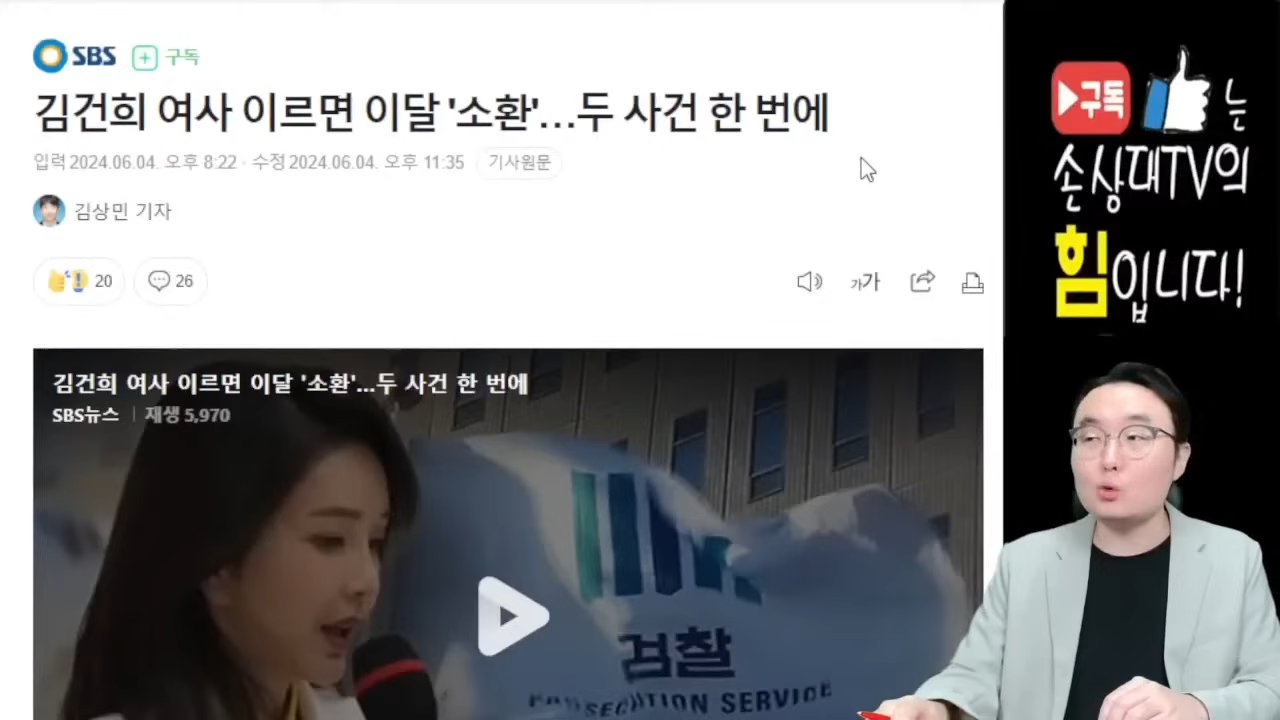 SBS 구독
김건희 여사 이르면 이달 '소환'…두 사건 한 번에
입력 2024.06.04. 오후 8:22 · 수정 2024.06.04. 오후 11:35 기사원문
김상민 기자
20 26
가가
김건희 여사 이르면 이달 '소환'…두 사건 한 번에
SBS뉴스 | 재생 5,970
검찰
PROSECUTION SERVICE
구독 는
손상대TV의
힘입니다!